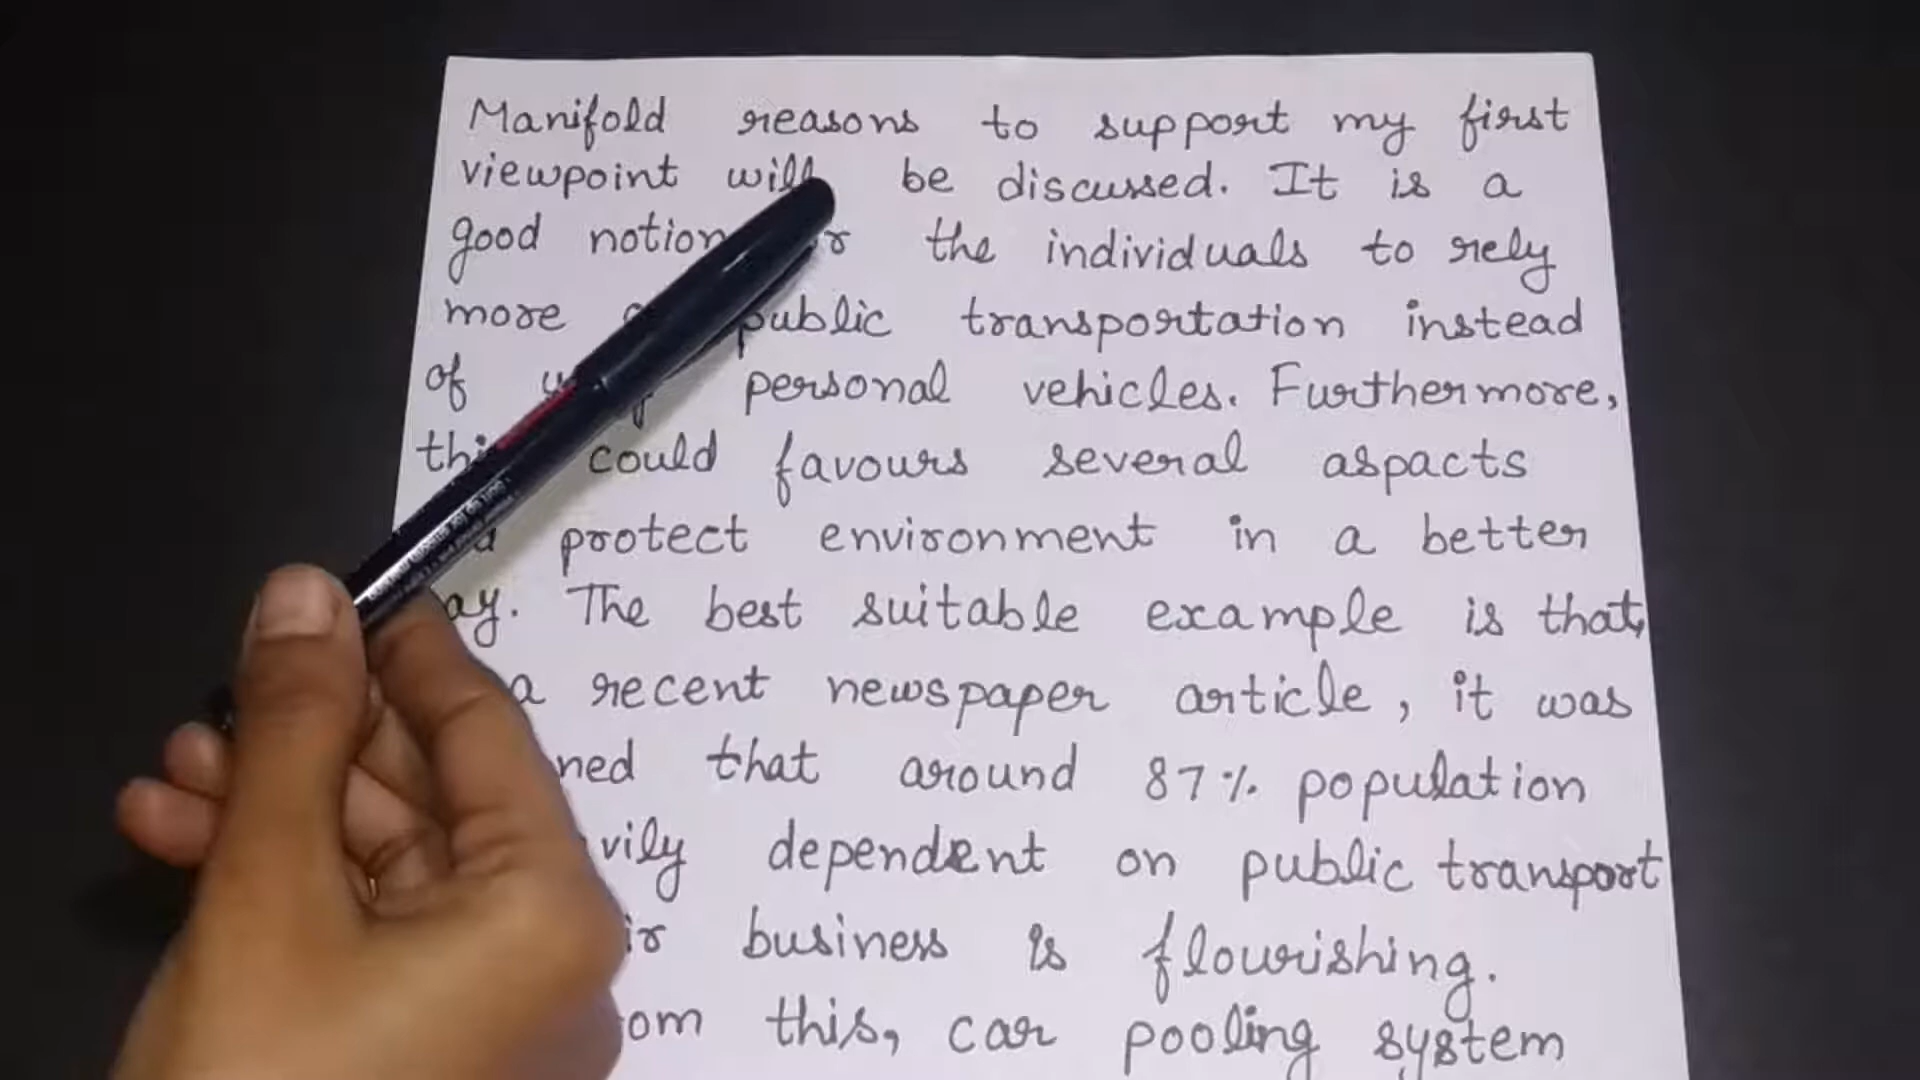 Manifold reasons to support my first
viewpoint will be discussed. It is a
good notion the individuals to rely
more public transportation instead
of personal vehicles. Furthermore,
this could favours several aspacts
protect environment in a better
The best suitable example is that,
a recent newspaper article, it was
that around 87% population
dependent on public transport
business is flourishing.
this, car pooling system